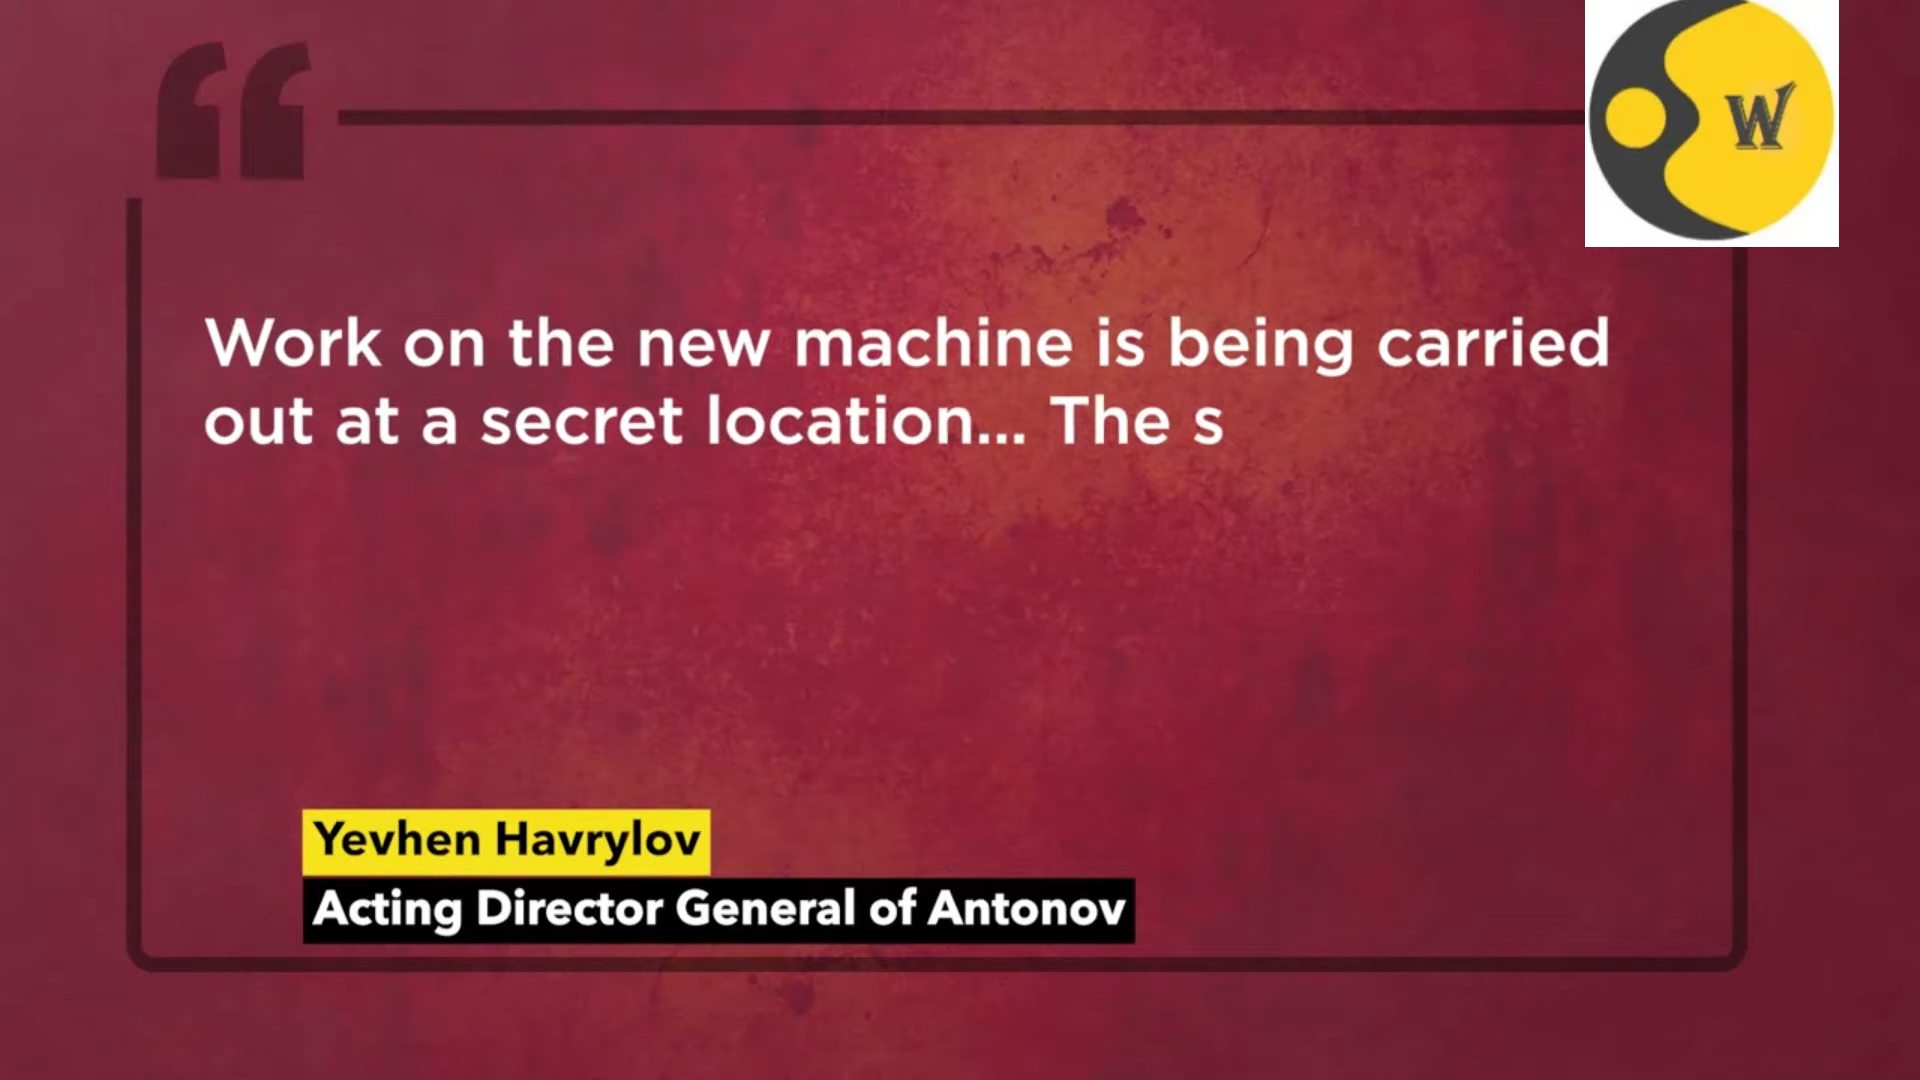 W
Work on the new machine is being carried
out at a secret location... The s
Yevhen Havrylov
Acting Director General of Antonov